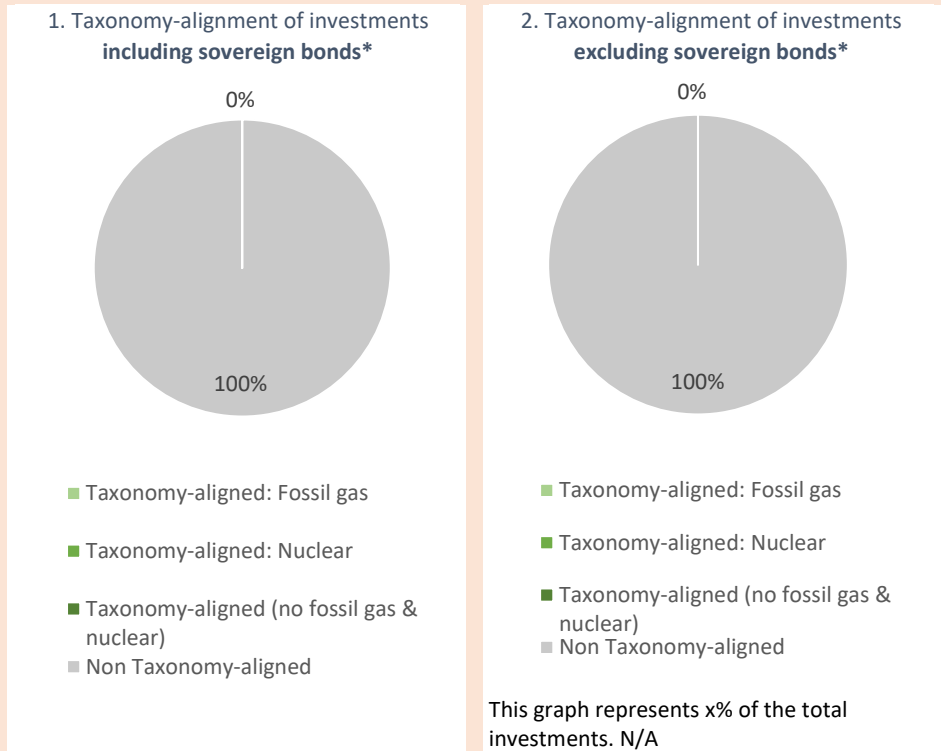 1. Taxonomy-alignment of investments
including sovereign bonds*
0%
100%
Taxonomy-aligned: Fossil gas
Taxonomy-aligned: Nuclear
Taxonomy-aligned (no fossil gas &
nuclear)
Non Taxonomy-aligned
2. Taxonomy-alignment of investments
excluding sovereign bonds*
0%
100%
Taxonomy-aligned: Fossil gas
Taxonomy-aligned: Nuclear
Taxonomy-aligned (no fossil gas &
nuclear)
Non Taxonomy-aligned
This graph represents x% of the total
investments. N/A